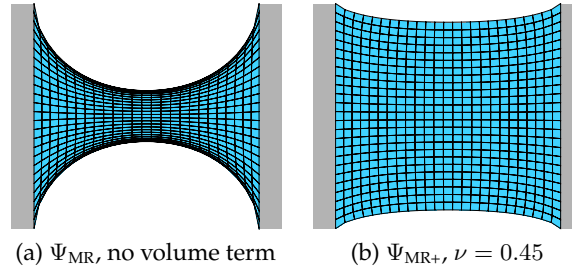 (a) Ψ_MR, no volume term
(b) Ψ_MR+, ν = 0.45